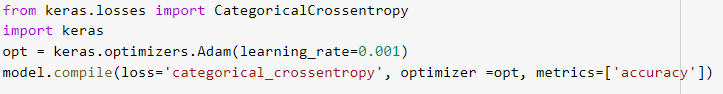 from keras.losses import CategoricalCrossentropy
import keras
opt = keras.optimizers.Adam(learning_rate=0.001)
model.compile(loss='categorical_crossentropy', optimizer =opt, metrics=['accuracy'])